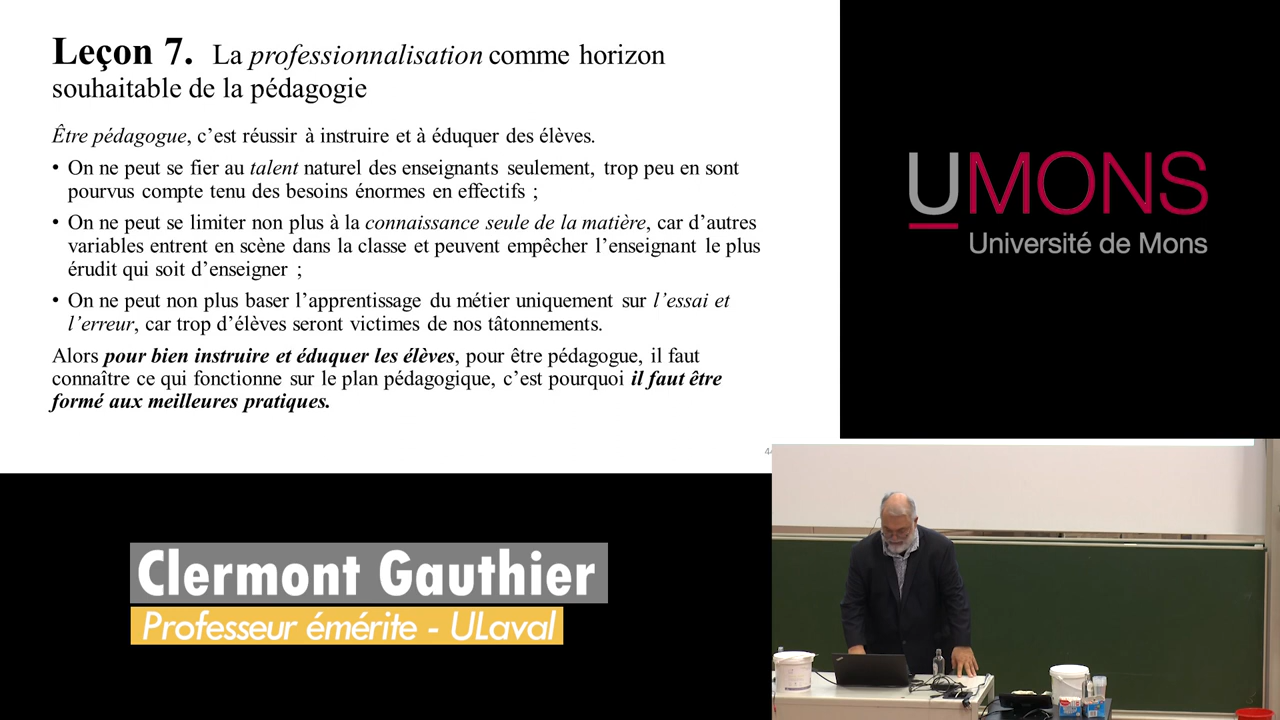 Leçon 7. La professionnalisation comme horizon
souhaitable de la pédagogie
Être pédagogue, c’est réussir à instruire et à éduquer des élèves.
• On ne peut se fier au talent naturel des enseignants seulement, trop peu en sont
pourvus compte tenu des besoins énormes en effectifs ;
• On ne peut se limiter non plus à la connaissance seule de la matière, car d’autres
variables entrent en scène dans la classe et peuvent empêcher l’enseignant le plus
érudit qui soit d’enseigner ;
• On ne peut non plus baser l’apprentissage du métier uniquement sur l’essai et
l’erreur, car trop d’élèves seront victimes de nos tâtonnements.
Alors pour bien instruire et éduquer les élèves, pour être pédagogue, il faut
connaître ce qui fonctionne sur le plan pédagogique, c’est pourquoi il faut être
formé aux meilleures pratiques.
UMONS
Université de Mons
Clermont Gauthier
Professeur émérite - ULaval